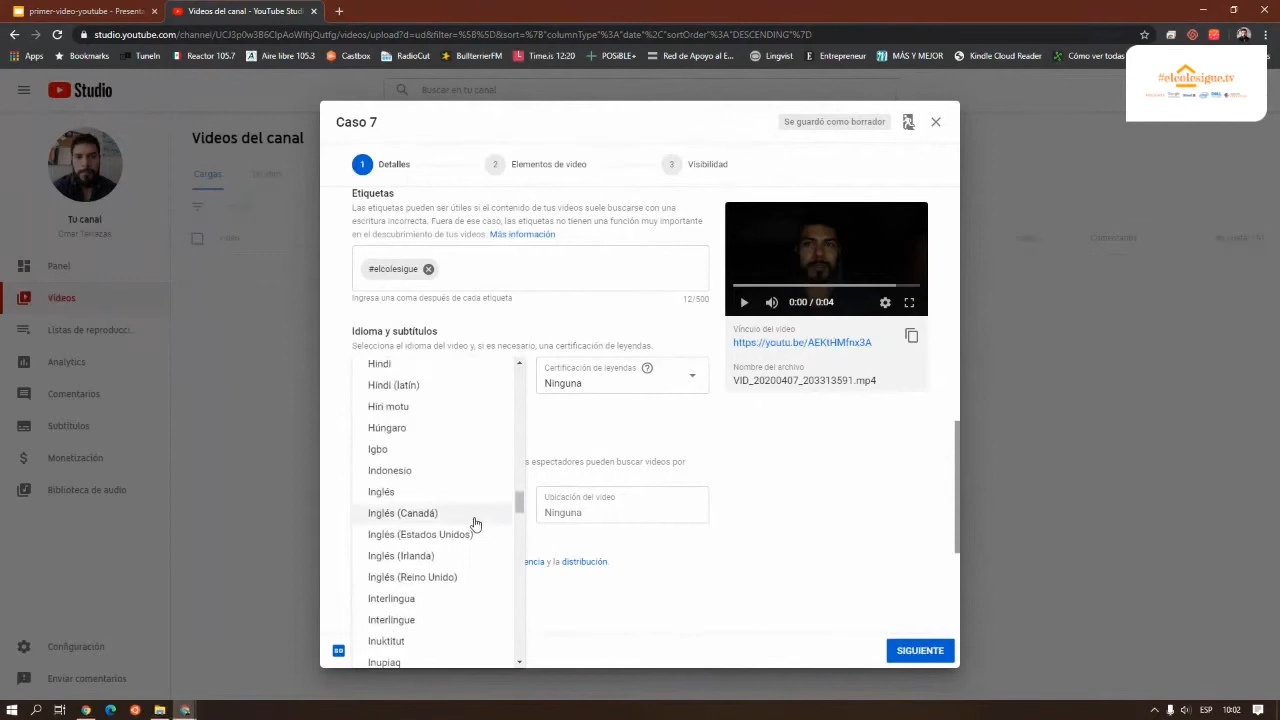 primer-video-youtube - Presenta
Videos del canal - YouTube Studi
studio.youtube.com/channel/UCJ3p0w3B6ClpAoWihjQutfg/videos/upload?d=ud&filter=%5B%5D&sort=%7B"columnType"%3A"date"%2C"sortOrder"%3A"DESCENDING"%7D
Apps
Bookmark
TuneIn
Aire libre 105.3
ReactorCut
Castbox
RadioCut
BullMarketBrokers
Time is Ltd.
POSiBLE+
Red de Apoyo al E...
Lingvist
Entrepreneur
MÁS Y MEJOR
Kindle Cloud Reader
Cómo ver todas
#elcolesigue.tv
Studio
Buscar en tu canal
Tu canal
Omar Terrezas
Panel
Videos
Listas de reproducci...
Analytics
Comentarios
Subtítulos
Monetización
Biblioteca de audio
Configuración
Enviar comentarios
Videos del canal
Cargas
Comentarios
Caso 7
Se guardó como borrador
1 Detalles
2 Elementos de video
3 Visibilidad
Etiquetas
Las etiquetas pueden ser útiles si el contenido de tus videos suele buscarse con una
escritura incorrecta. Fuera de ese caso, las etiquetas no tienen una función muy importante
en el descubrimiento de tus videos. Más información
#elcolesigue
Ingresa una coma después de cada etiqueta
12/500
Idioma y subtítulos
Selecciona el idioma del video y, si es necesario, una certificación de leyendas.
Hindi
Hindi (latín)
Hiri motu
Húngaro
Igbo
Indonesio
Inglés
Inglés (Canadá)
Inglés (Estados Unidos)
Inglés (Irlanda)
Inglés (Reino Unido)
Interlingua
Interlingue
Inuktitut
Inupiaq
Certificación de leyendas
Ninguna
s espectadores pueden buscar videos por
Ubicación del video
Ninguna
encia y la distribución.
0:00 / 0:04
Vínculo del video
https://youtu.be/AEKtHMfnx3A
Nombre del archivo
VID_20200407_203313591.mp4
SIGUIENTE
ESP
10:02